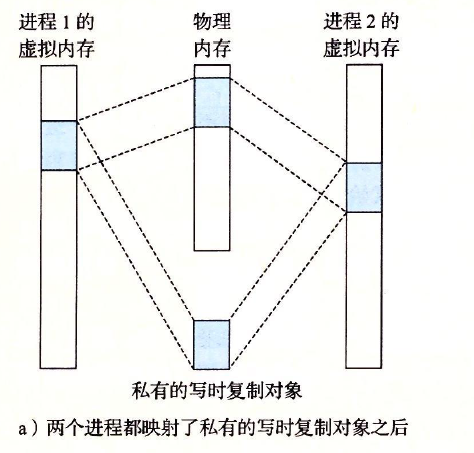 进程1的
虚拟内存
物理
内存
进程2的
虚拟内存
私有的写时复制对象
a）两个进程都映射了私有的写时复制对象之后